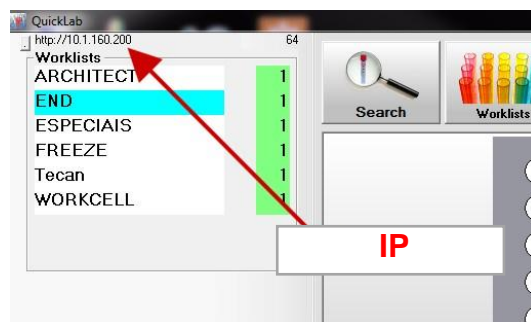 QuickLab
http://10.1.160.200 64
Worklists
ARCHITECT 1
END 1
ESPECIAIS 1
FREEZE 1
Tecan 1
WORKCELL 1
Search
Worklists
IP